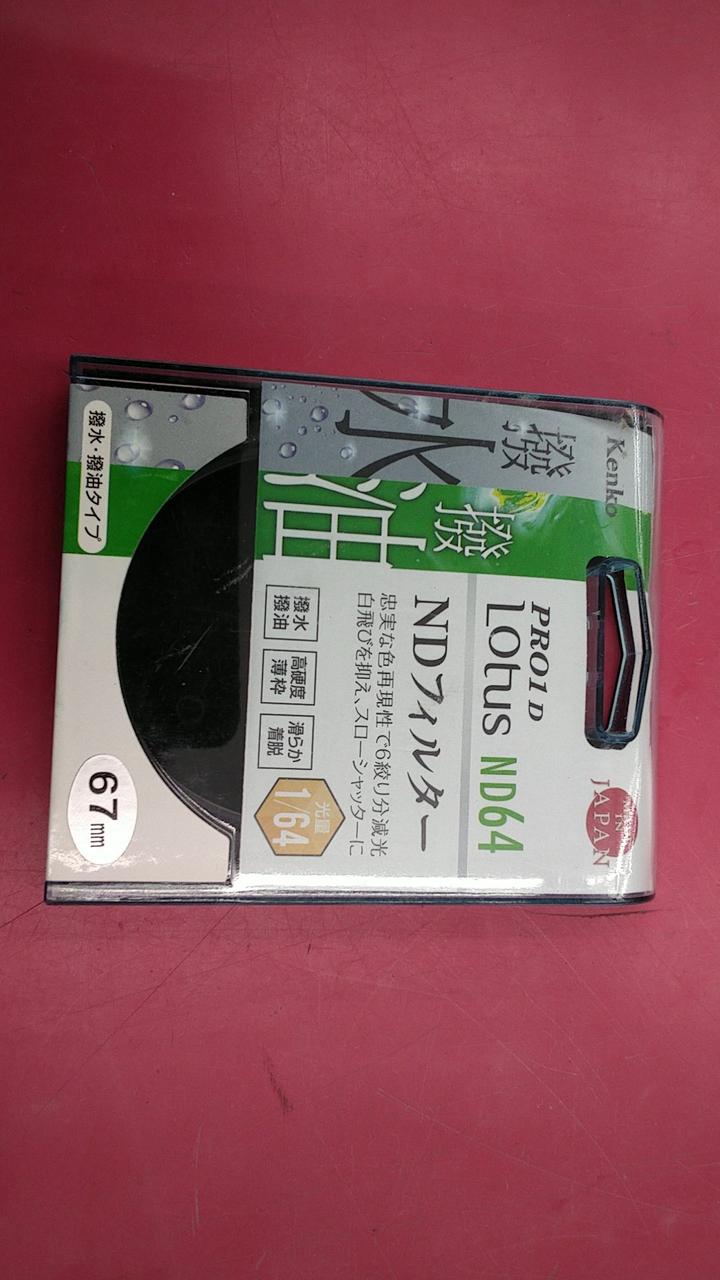 Kenko
MADE
IN
JAPAN
撥水
撥油
PRO1 D
Lotus ND64
NDフィルター
忠実な色再現性で6絞り分減光
白飛びを抑え、スローシャッターに
撥水
撥油
高硬度
薄枠
滑らか
着脱
光量
1/64
撥水・撥油タイプ
67mm